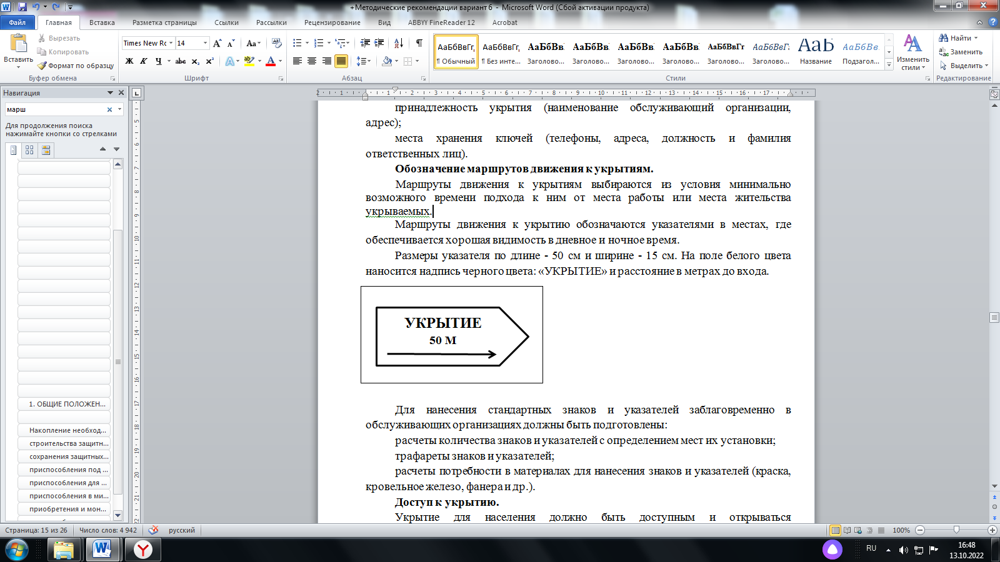 +Методические рекомендации вариант 6 - Microsoft Word (Сбой активации продукта)
Файл Главная Вставка Разметка страницы Ссылки Рассылки Рецензирование Вид ABBYY FineReader 12 Acrobat
Вставить
Вырезать
Копировать
Формат по образцу
Буфер обмена
Times New Ro 14
Шрифт
Абзац
АаБбВвГг, АаБбВвГг, АаБбВв АаБбВв АаБбВв АаБбВв АаБбВвГг АаБбВвГг. АаБ АаБбВв.
¶ Обычный ¶ Без инте... Заголово... Заголово... Заголово... Заголово... Заголово... Заголово... Название Подзагол...
Стили
Изменить стили
Найти
Заменить
Выделить
Редактирование
Навигация
марш
Для продолжения поиска
нажимайте кнопки со стрелками
1. ОБЩИЕ ПОЛОЖЕН...
Накопление необход...
строительства защитн...
сохранения защитных...
приспособления под ...
приспособления для ...
приспособления в ми...
приобретения и мон...
принадлежность укрытия (наименование обслуживающий организации,
адрес);
места хранения ключей (телефоны, адреса, должность и фамилия
ответственных лиц).
Обозначение маршрутов движения к укрытиям.
Маршруты движения к укрытиям выбираются из условия минимально
возможного времени подхода к ним от места работы или места жительства
укрываемых.
Маршруты движения к укрытию обозначаются указателями в местах, где
обеспечивается хорошая видимость в дневное и ночное время.
Размеры указателя по длине - 50 см и ширине - 15 см. На поле белого цвета
наносится надпись черного цвета: «УКРЫТИЕ» и расстояние в метрах до входа.
УКРЫТИЕ
50 М
Для нанесения стандартных знаков и указателей заблаговременно в
обслуживающих организациях должны быть подготовлены:
расчеты количества знаков и указателей с определением мест их установки;
трафареты знаков и указателей;
расчеты потребности в материалах для нанесения знаков и указателей (краска,
кровельное железо, фанера и др.).
Доступ к укрытию.
Укрытие для населения должно быть доступным и открываться
Страница: 15 из 26 Число слов: 4 942 русский 100%
RU 16:48
13.10.2022